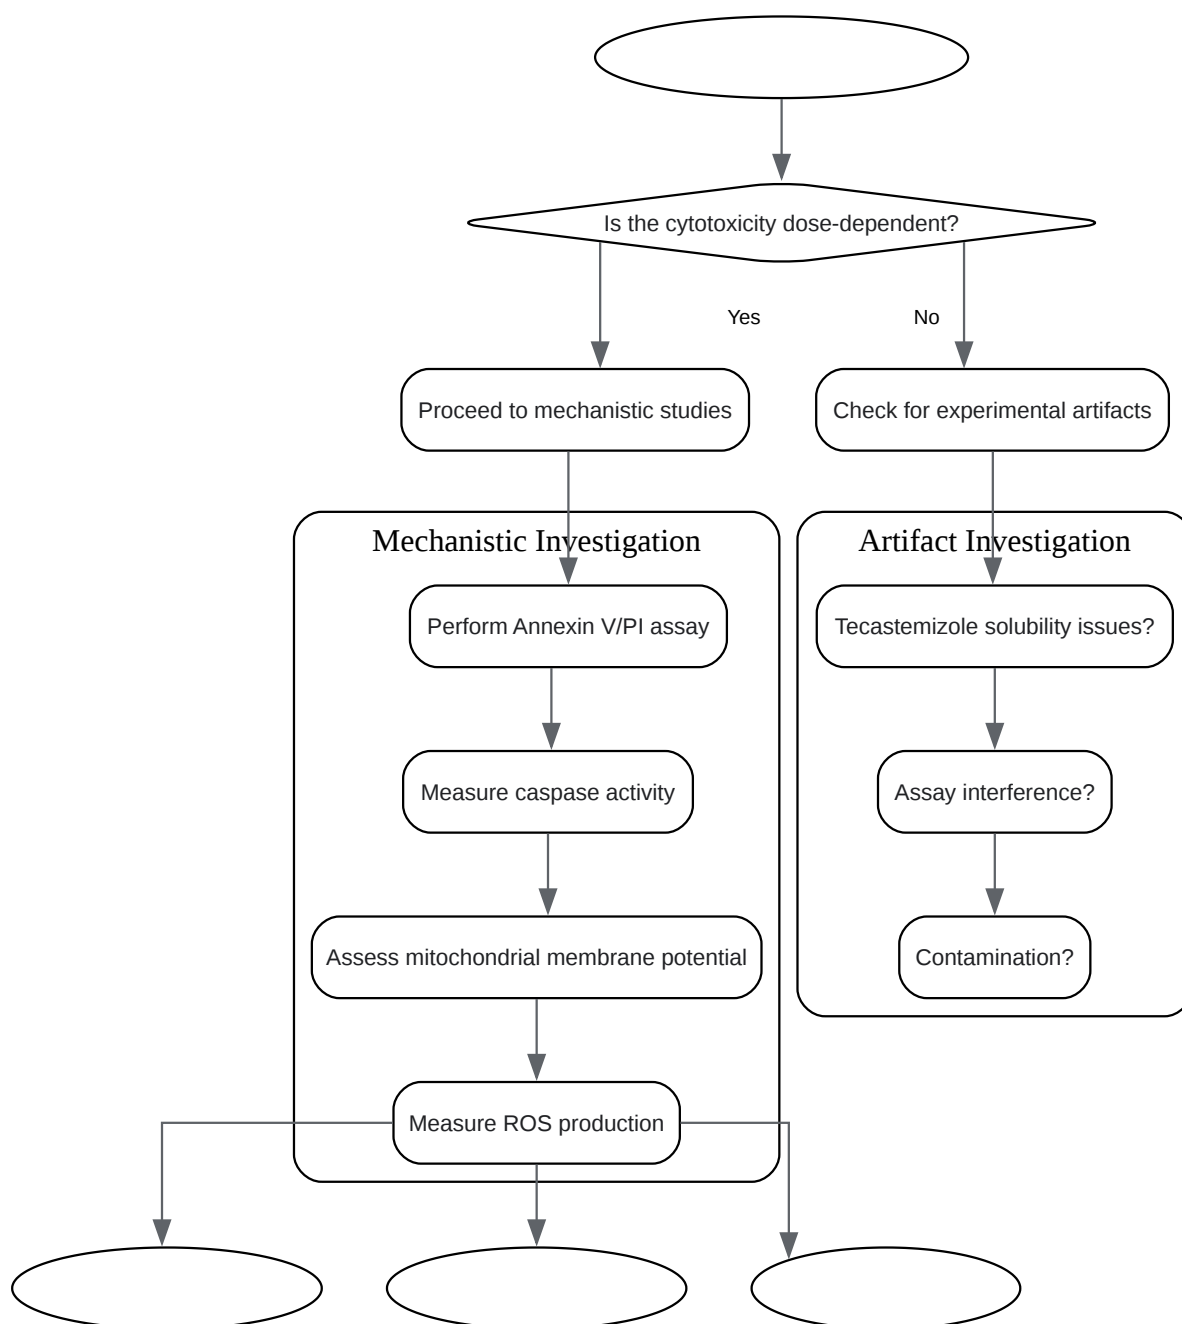 Is the cytotoxicity dose-dependent?
Yes
No
Proceed to mechanistic studies
Check for experimental artifacts
Mechanistic Investigation
Artifact Investigation
Perform Annexin V/PI assay
Tecastemizole solubility issues?
Measure caspase activity
Assay interference?
Assess mitochondrial membrane potential
Contamination?
Measure ROS production